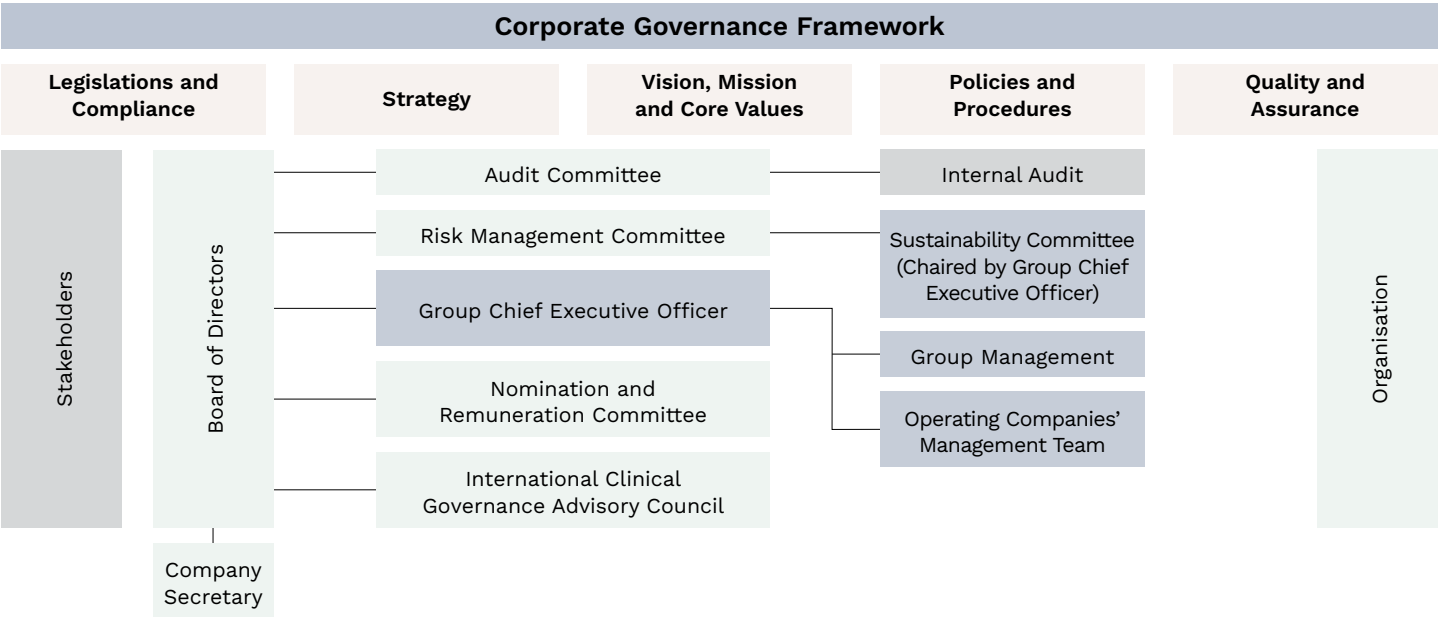 Corporate Governance Framework
Legislations and
Compliance
Strategy
Vision, Mission
and Core Values
Policies and
Procedures
Quality and
Assurance
Stakeholders
Board of Directors
Company
Secretary
Audit Committee
Risk Management Committee
Group Chief Executive Officer
Nomination and
Remuneration Committee
International Clinical
Governance Advisory Council
Internal Audit
Sustainability Committee
(Chaired by Group Chief
Executive Officer)
Group Management
Operating Companies’
Management Team
Organisation